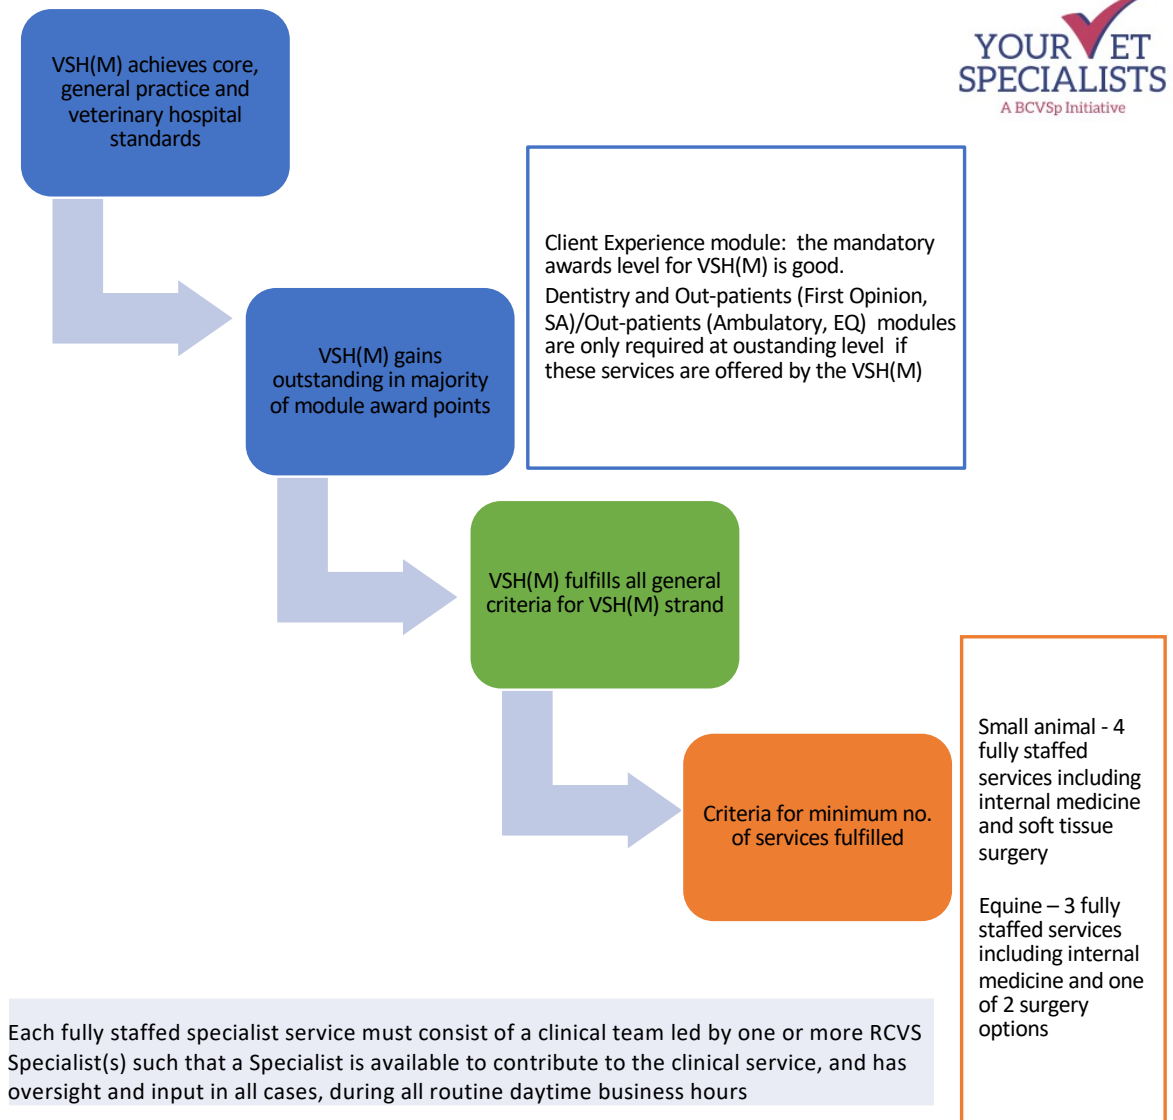 YOUR VET
SPECIALISTS
A BCVSp Initiative
VSH(M) achieves core,
general practice and
veterinary hospital
standards
Client Experience module:  the mandatory
awards level for VSH(M) is good.
Dentistry and Out-patients (First Opinion,
SA)/Out-patients (Ambulatory, EQ)  modules
are only required at oustanding level  if
these services are offered by the VSH(M)
VSH(M) gains
outstanding in majority
of module award points
VSH(M) fulfills all general
criteria for VSH(M) strand
Criteria for minimum no.
of services fulfilled
Small animal - 4
fully staffed
services including
internal medicine
and soft tissue
surgery
Equine – 3 fully
staffed services
including internal
medicine and one
of 2 surgery
options
Each fully staffed specialist service must consist of a clinical team led by one or more RCVS
Specialist(s) such that a Specialist is available to contribute to the clinical service, and has
oversight and input in all cases, during all routine daytime business hours